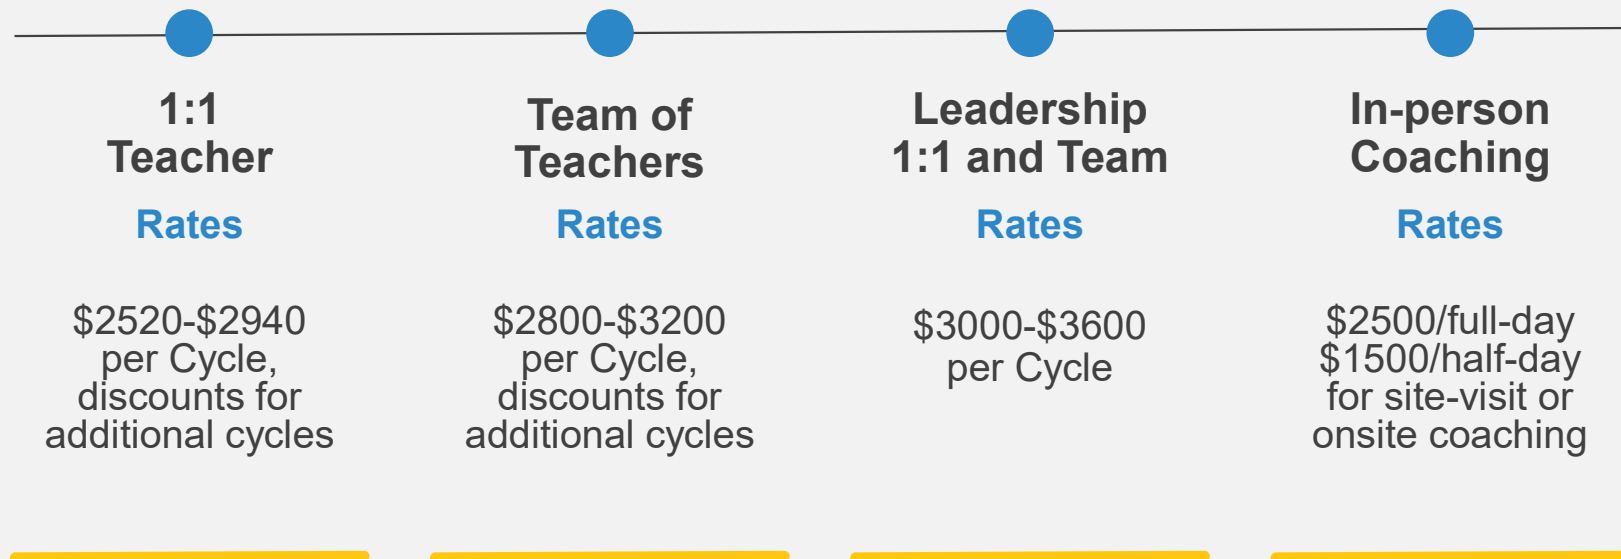 1:1
Teacher
Rates
$2520-$2940
per Cycle,
discounts for
additional cycles
Team of
Teachers
Rates
$2800-$3200
per Cycle,
discounts for
additional cycles
Leadership
1:1 and Team
Rates
$3000-$3600
per Cycle
In-person
Coaching
Rates
$2500/full-day
$1500/half-day
for site-visit or
onsite coaching